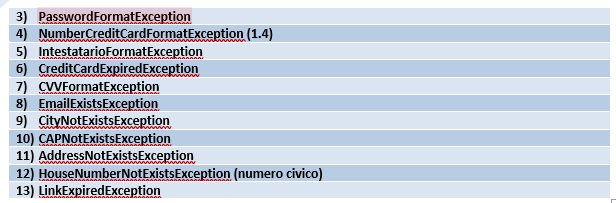 3) PasswordFormatException
4) NumberCreditCardFormatException (1.4)
5) IntestatarioFormatException
6) CreditCardExpiredException
7) CVVFormatException
8) EmailExistsException
9) CityNotExistsException
10) CAPNotExistsException
11) AddressNotExistsException
12) HouseNumberNotExistsException (numero civico)
13) LinkExpiredException